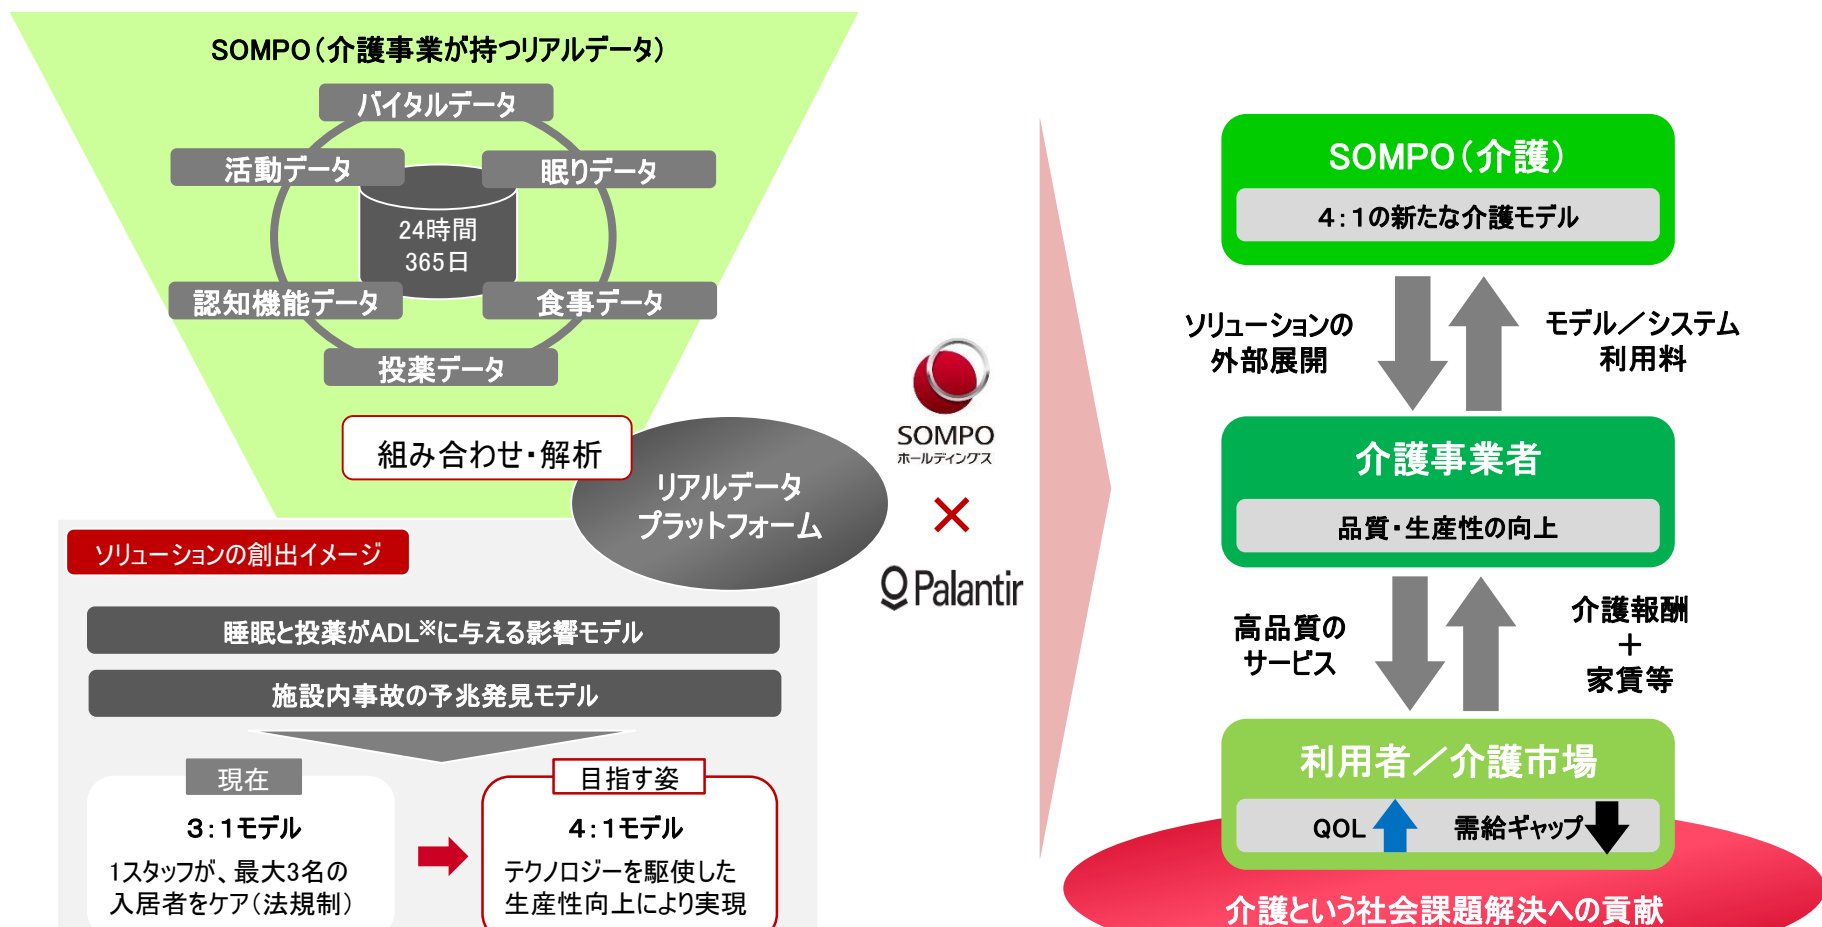 SOMPO（介護事業が持つリアルデータ）
バイタルデータ
活動データ
眠りデータ
24時間
365日
認知機能データ
食事データ
投薬データ
組み合わせ・解析
リアルデータ
プラットフォーム
ソリューションの創出イメージ
睡眠と投薬がADL※に与える影響モデル
施設内事故の予兆発見モデル
現在
3：1モデル
1スタッフが、最大3名の
入居者をケア（法規制）
目指す姿
4：1モデル
テクノロジーを駆使した
生産性向上により実現
SOMPO
ホールディングス
×
Palantir
SOMPO（介護）
4：1の新たな介護モデル
ソリューションの
外部展開
モデル／システム
利用料
介護事業者
品質・生産性の向上
高品質の
サービス
介護報酬
＋
家賃等
利用者／介護市場
QOL
需給ギャップ
介護という社会課題解決への貢献